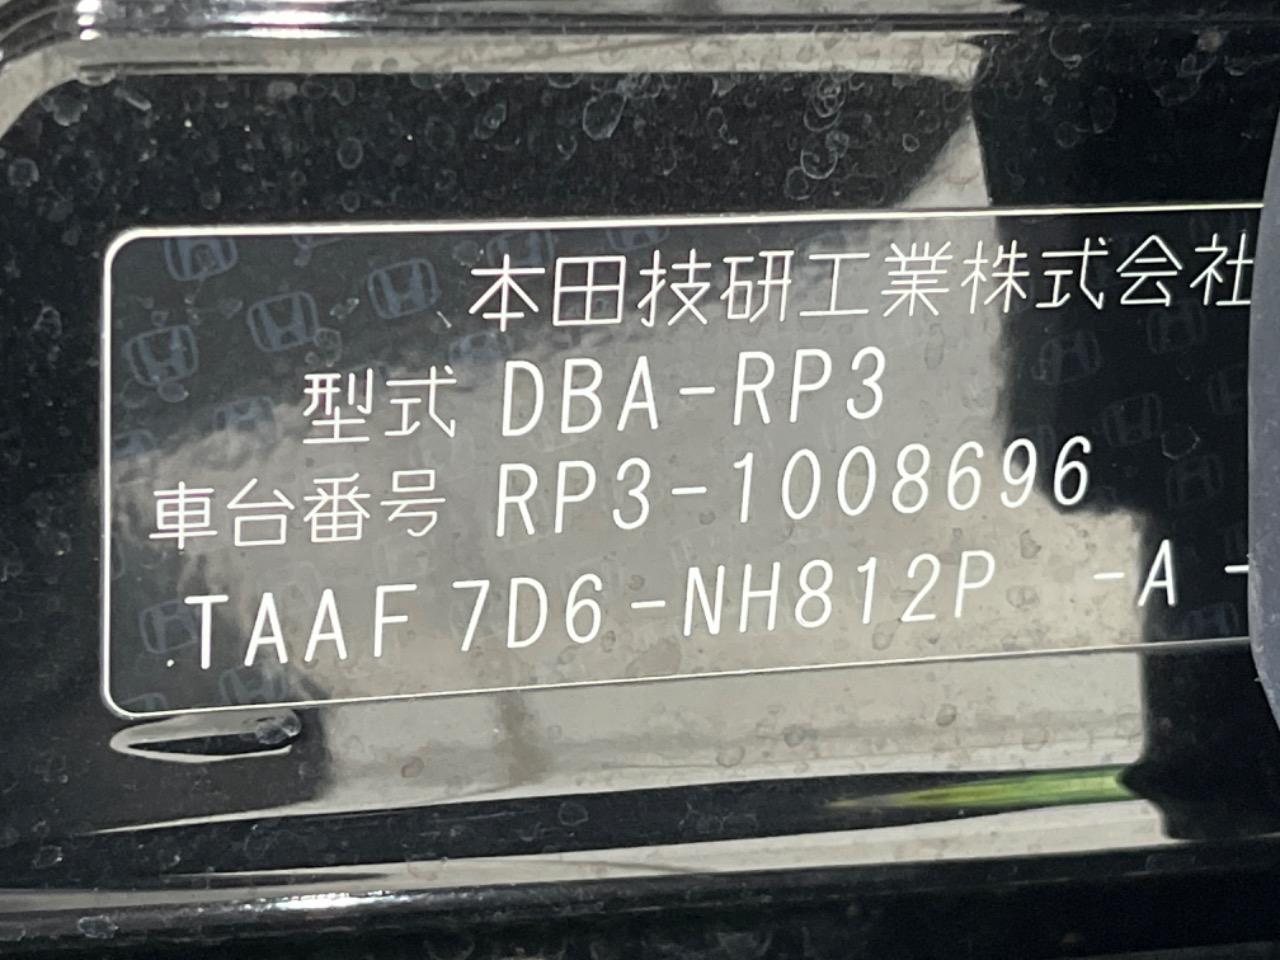 本田技研工業株式会社
型式 DBA-RP3
車台番号 RP3-1008696
TAAF 7D6-NH812P -A -